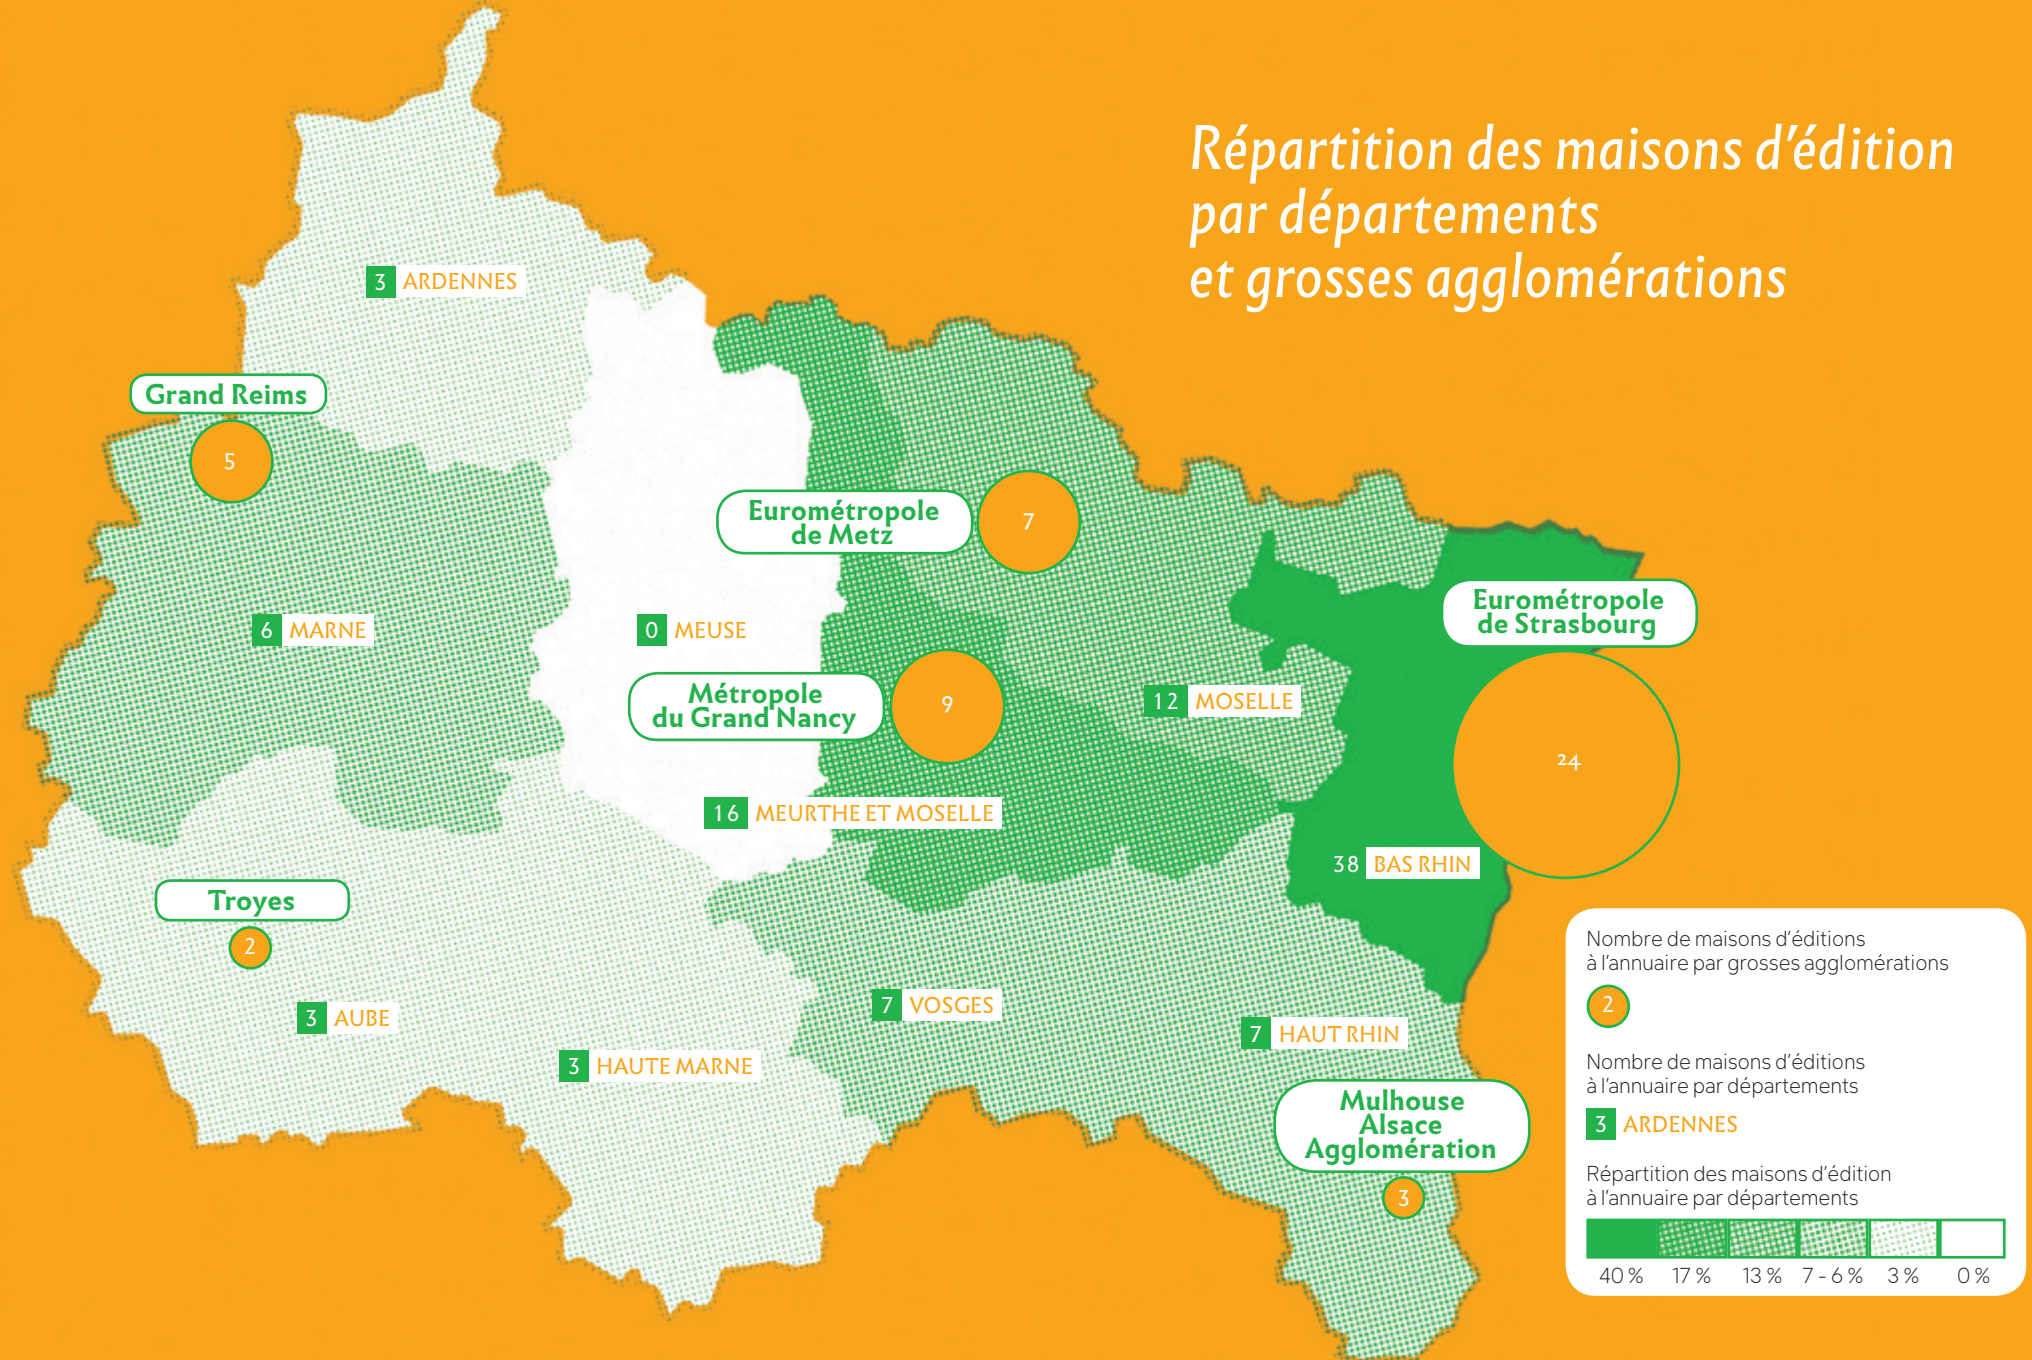 Répartition des maisons d’édition
par départements
et grosses agglomérations
3 ARDENNES
Grand Reims
5
Eurométropole
de Metz
7
Eurométropole
de Strasbourg
24
6 MARNE
0 MEUSE
Métropole
du Grand Nancy
9
12 MOSELLE
16 MEURTHE ET MOSELLE
38 BAS RHIN
Troyes
2
3 AUBE
3 HAUTE MARNE
7 VOSGES
7 HAUT RHIN
Mulhouse
Alsace
Agglomération
3
Nombre de maisons d’éditions
à l’annuaire par grosses agglomérations
2
Nombre de maisons d’éditions
à l’annuaire par départements
3 ARDENNES
Répartition des maisons d’édition
à l’annuaire par départements
40 % 17 % 13 % 7 - 6 % 3 % 0 %